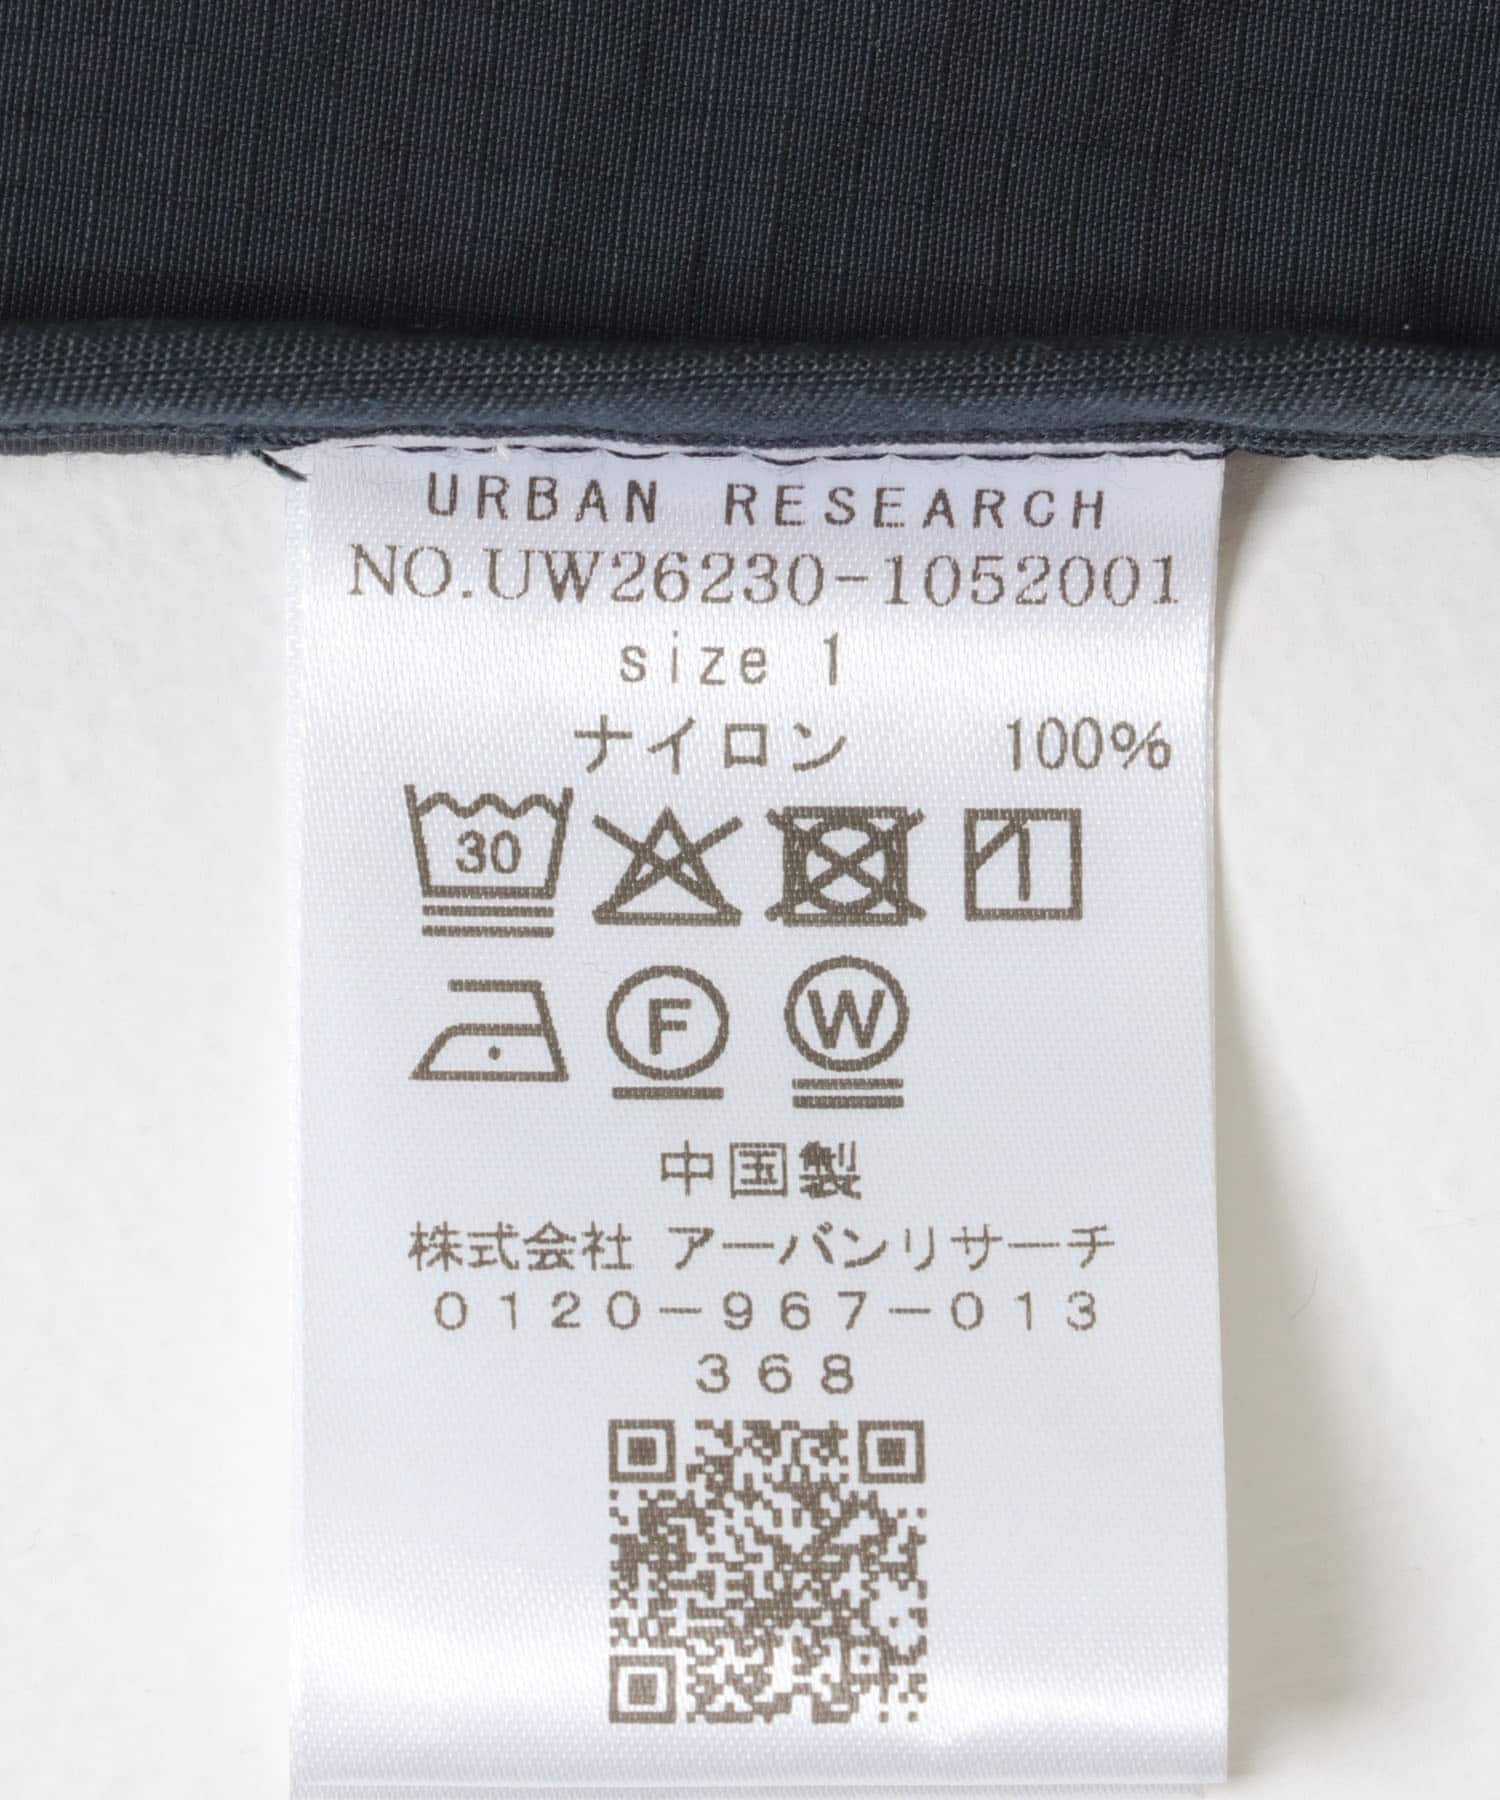 URBAN RESEARCH
NO.UW26230-1052001
size 1
ナイロン 100%
30
F W
中国製
株式会社 アーバンリサーチ
0120-967-013
368